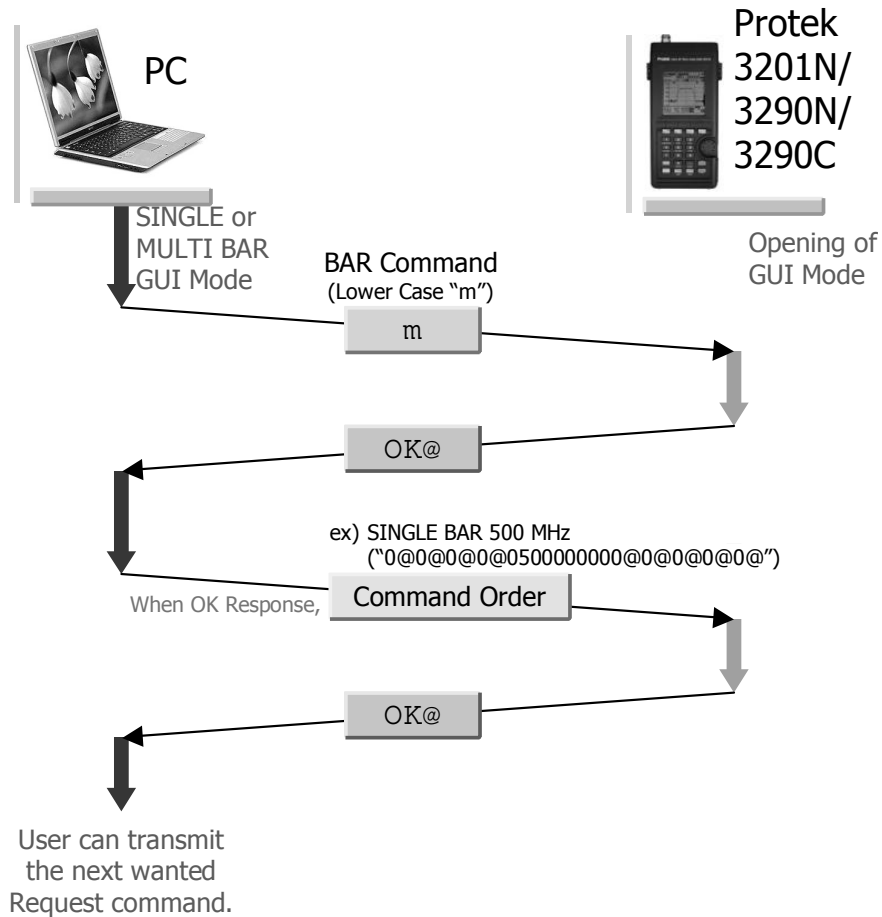 PC
Protek
3201N/
3290N/
3290C
SINGLE or
MULTI BAR
GUI Mode
Opening of
GUI Mode
BAR Command
(Lower Case “m”)
m
OK@
ex) SINGLE BAR 500 MHz
(“0@0@0@0@0500000000@0@0@0@0@”)
When OK Response,
Command Order
OK@
User can transmit
the next wanted
Request command.